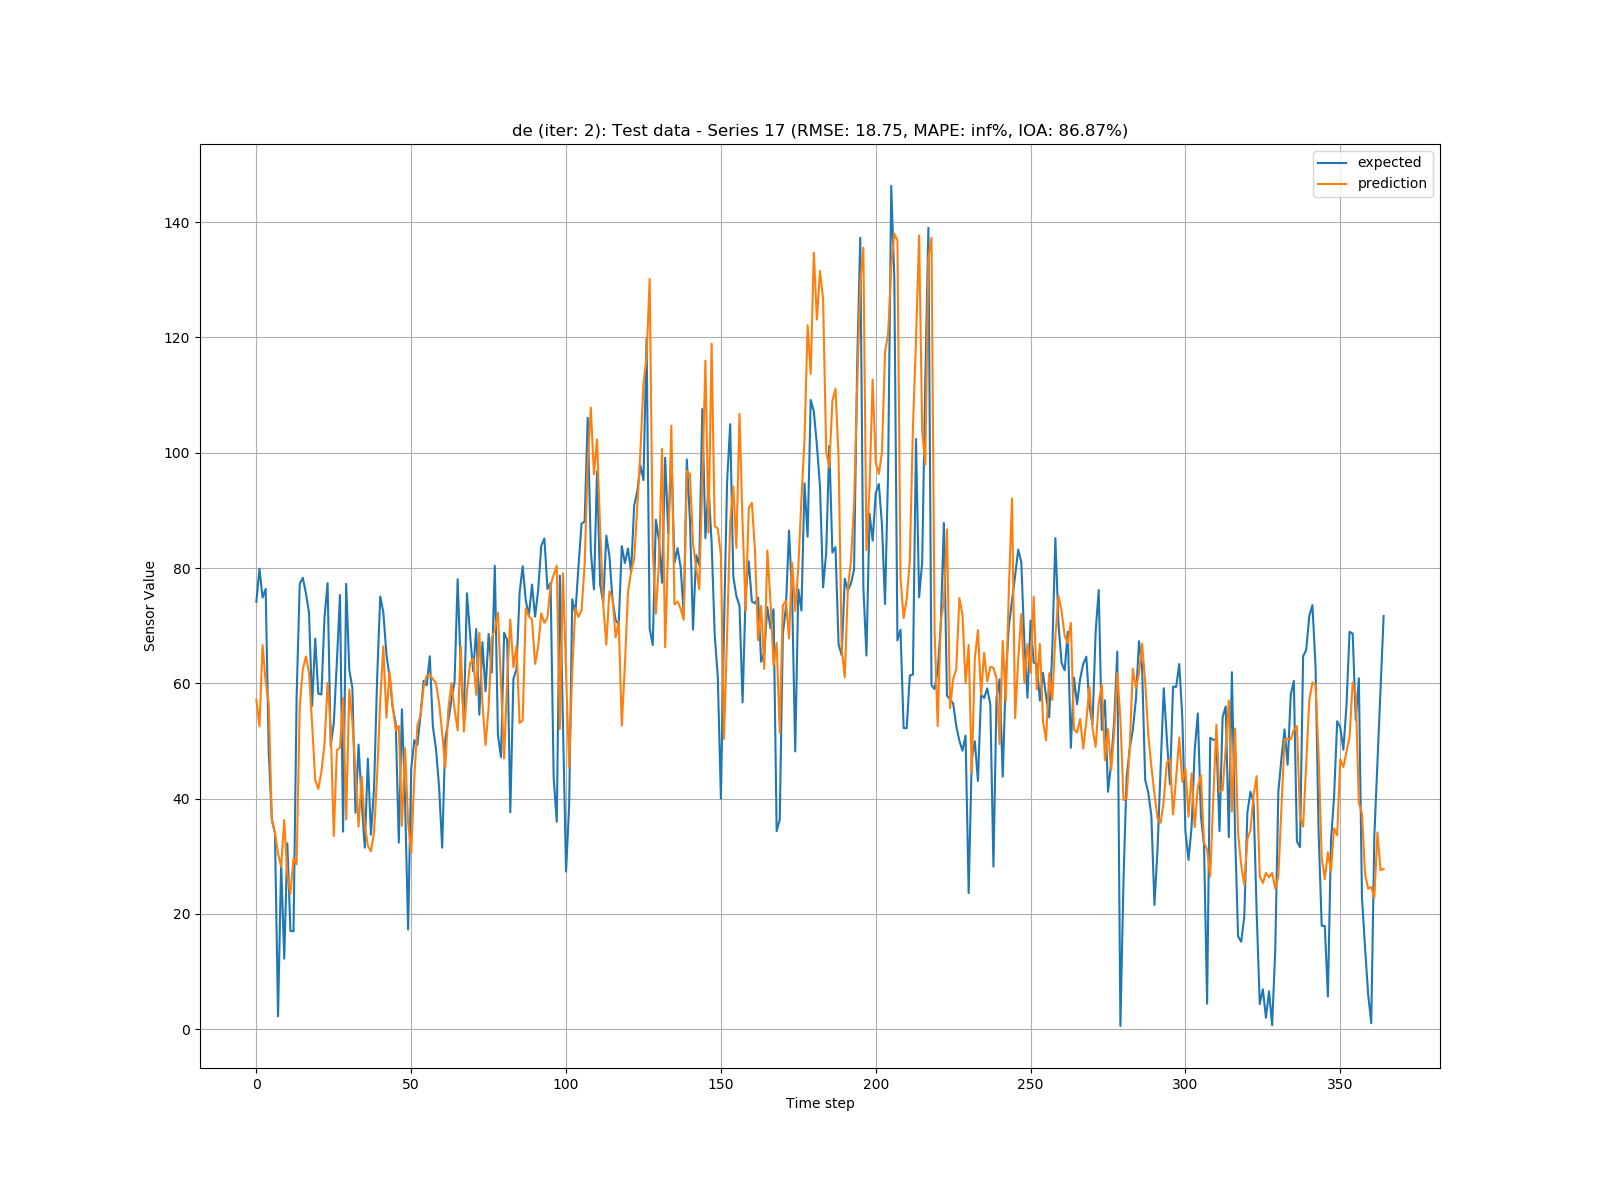 de (iter: 2): Test data - Series 17 (RMSE: 18.75, MAPE: inf%, IOA: 86.87%)
expected
prediction
140
120
100
80
60
40
20
0
Sensor Value
0 50 100 150 200 250 300 350
Time step